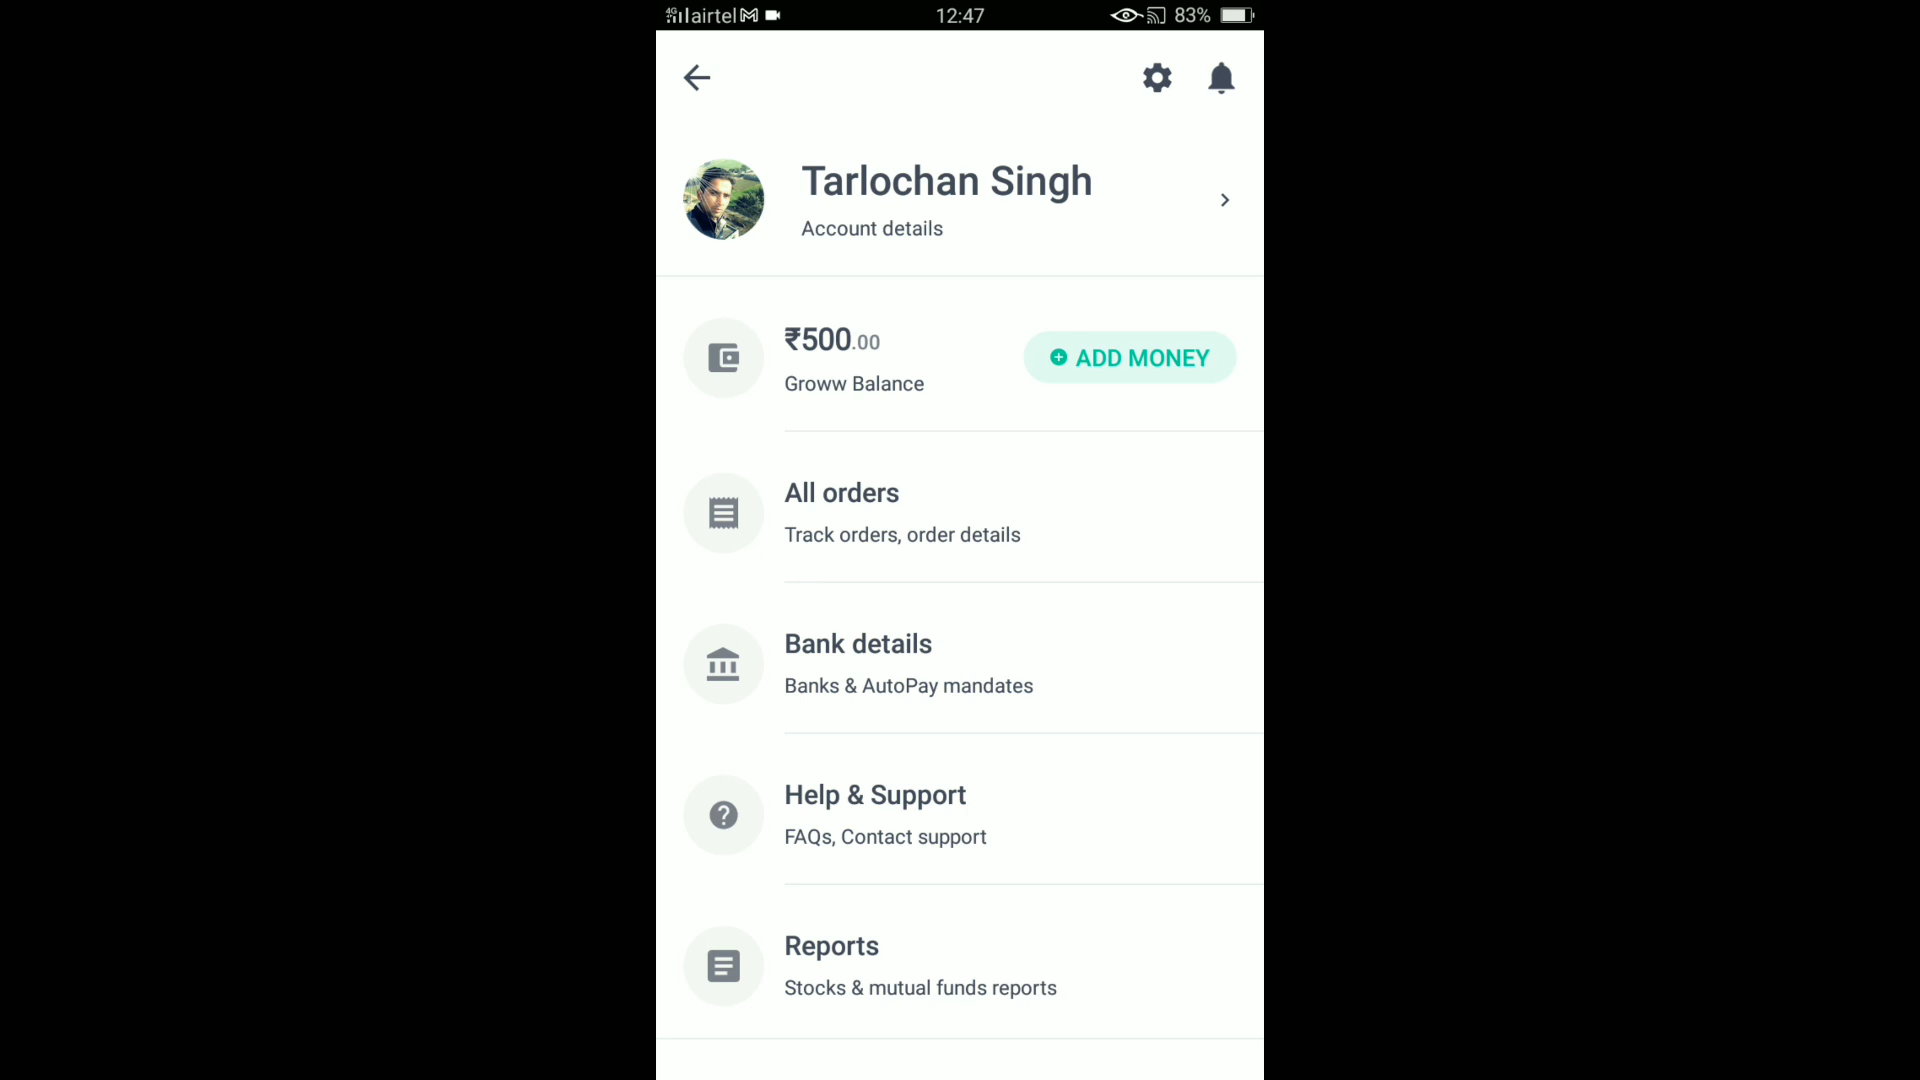 4G airtel 12:47 83%
Tarlochan Singh
Account details
₹500.00
Groww Balance
ADD MONEY
All orders
Track orders, order details
Bank details
Banks & AutoPay mandates
Help & Support
FAQs, Contact support
Reports
Stocks & mutual funds reports